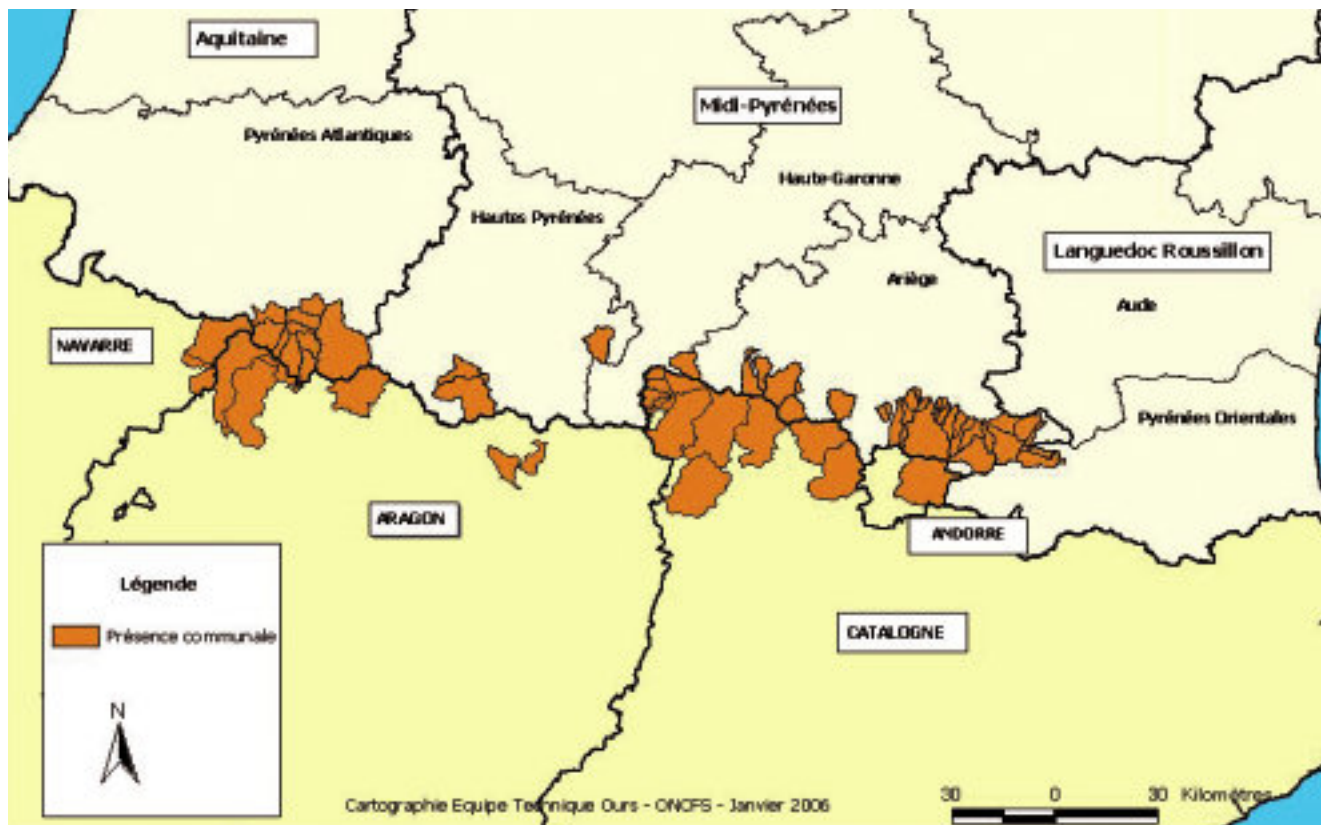 Aquitaine
Midi-Pyrénées
Pyrénées Atlantiques
Haute-Garonne
Hautes Pyrénées
Languedoc Roussillon
Ariège
Aude
NAVARRE
Pyrénées Orientales
ARAGON
ANDORRE
Légende
Présence communale
CATALOGNE
N
Cartographie Equipe Technique Ours - ONCFS - Janvier 2006
30 0 30 Kilomètres